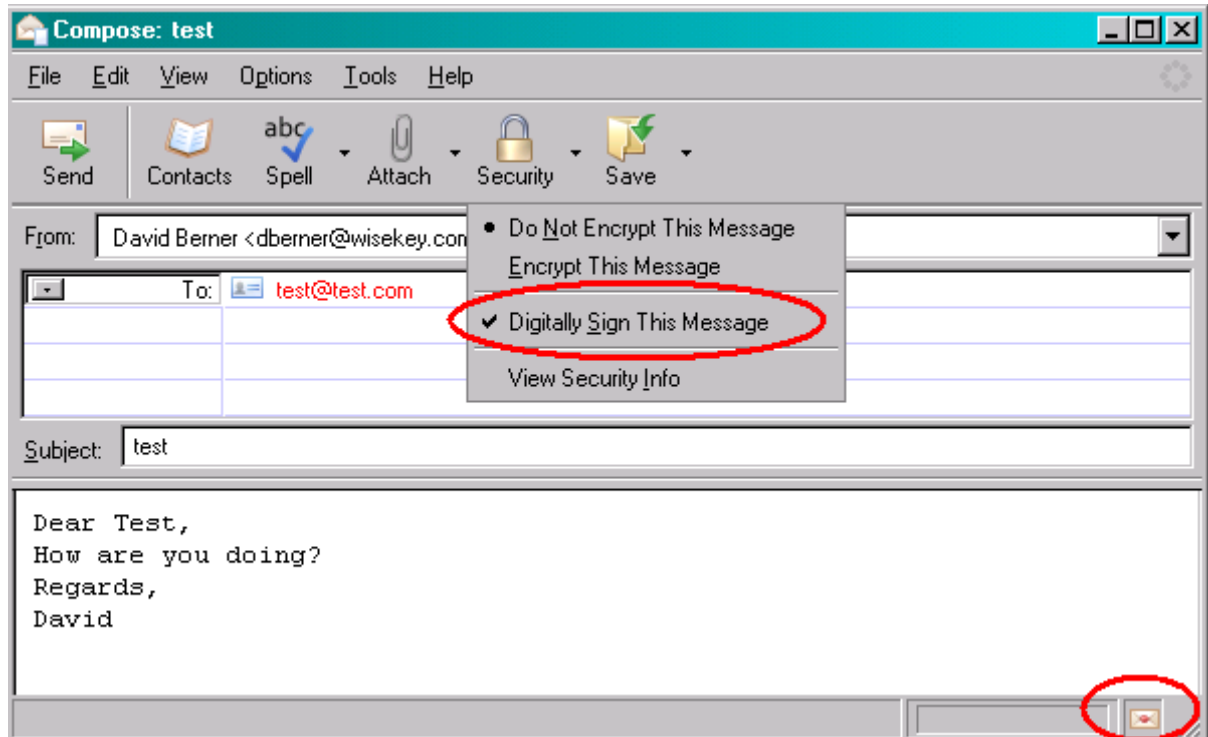 Compose: test
File Edit View Options Tools Help
abc
Send Contacts Spell Attach Security Save
From: David Berner <dberner@wisekey.com
Do Not Encrypt This Message
Encrypt This Message
To: test@test.com
Digitally Sign This Message
View Security Info
Subject: test
Dear Test,
How are you doing?
Regards,
David